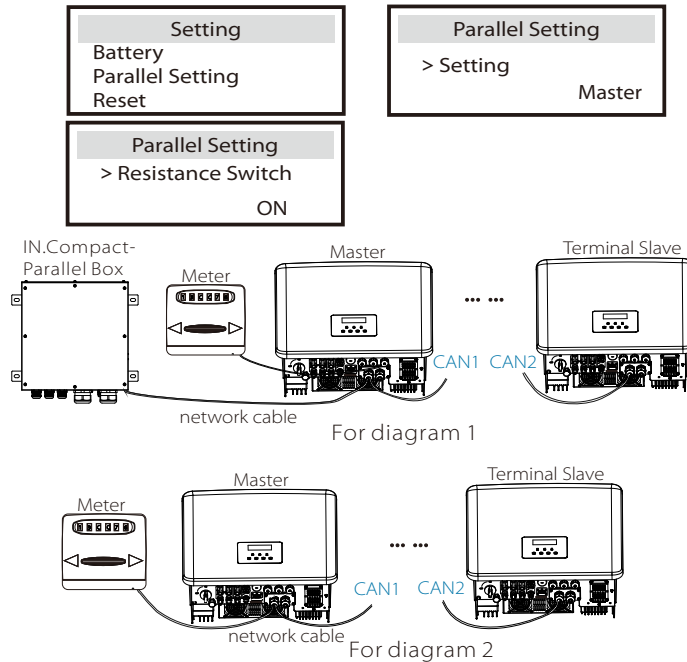 Setting
Battery
Parallel Setting
Reset
Parallel Setting
> Setting
Master
Parallel Setting
> Resistance Switch
ON
IN.Compact-
Parallel Box
Meter
Master
Terminal Slave
... ...
CAN1 CAN2
network cable
For diagram 1
Meter
Master
Terminal Slave
... ...
CAN1 CAN2
network cable
For diagram 2